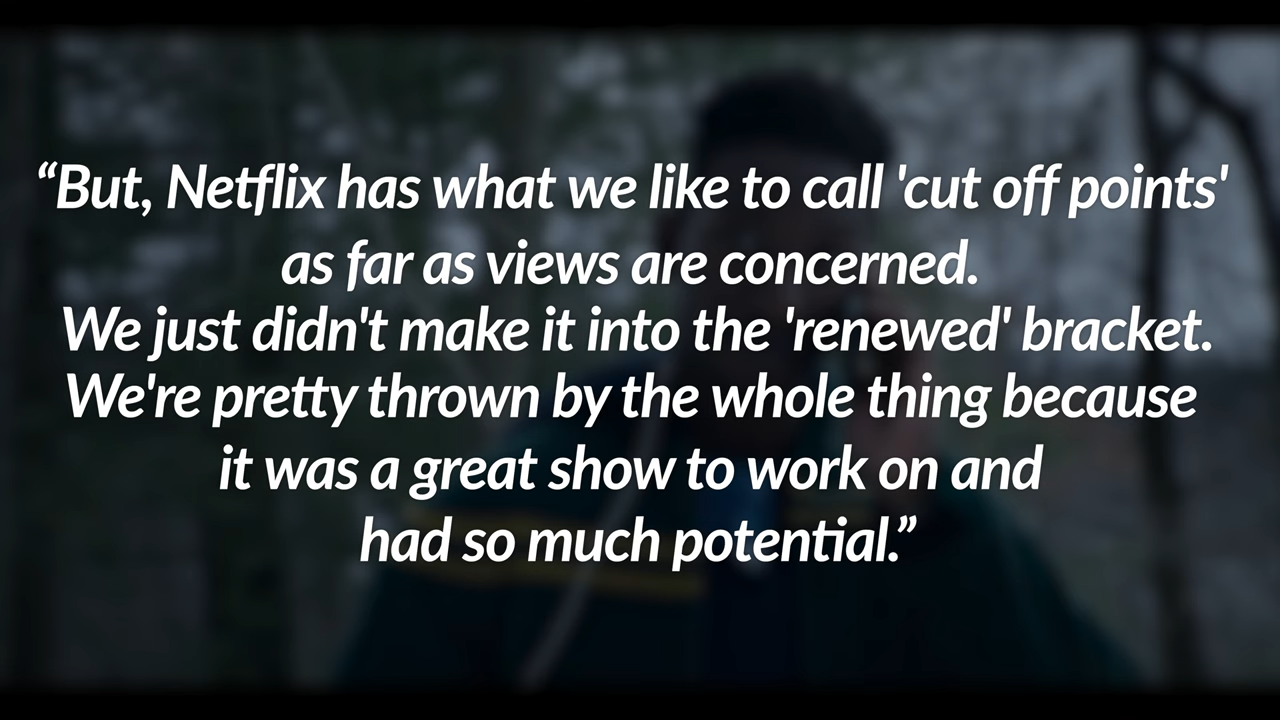 “But, Netflix has what we like to call 'cut off points'
as far as views are concerned.
We just didn't make it into the 'renewed' bracket.
We're pretty thrown by the whole thing because
it was a great show to work on and
had so much potential.”